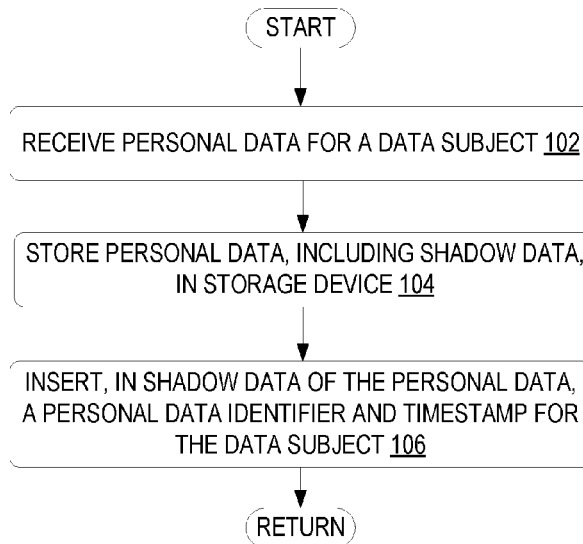 START
RECEIVE PERSONAL DATA FOR A DATA SUBJECT 102
STORE PERSONAL DATA, INCLUDING SHADOW DATA,
IN STORAGE DEVICE 104
INSERT, IN SHADOW DATA OF THE PERSONAL DATA,
A PERSONAL DATA IDENTIFIER AND TIMESTAMP FOR
THE DATA SUBJECT 106
RETURN